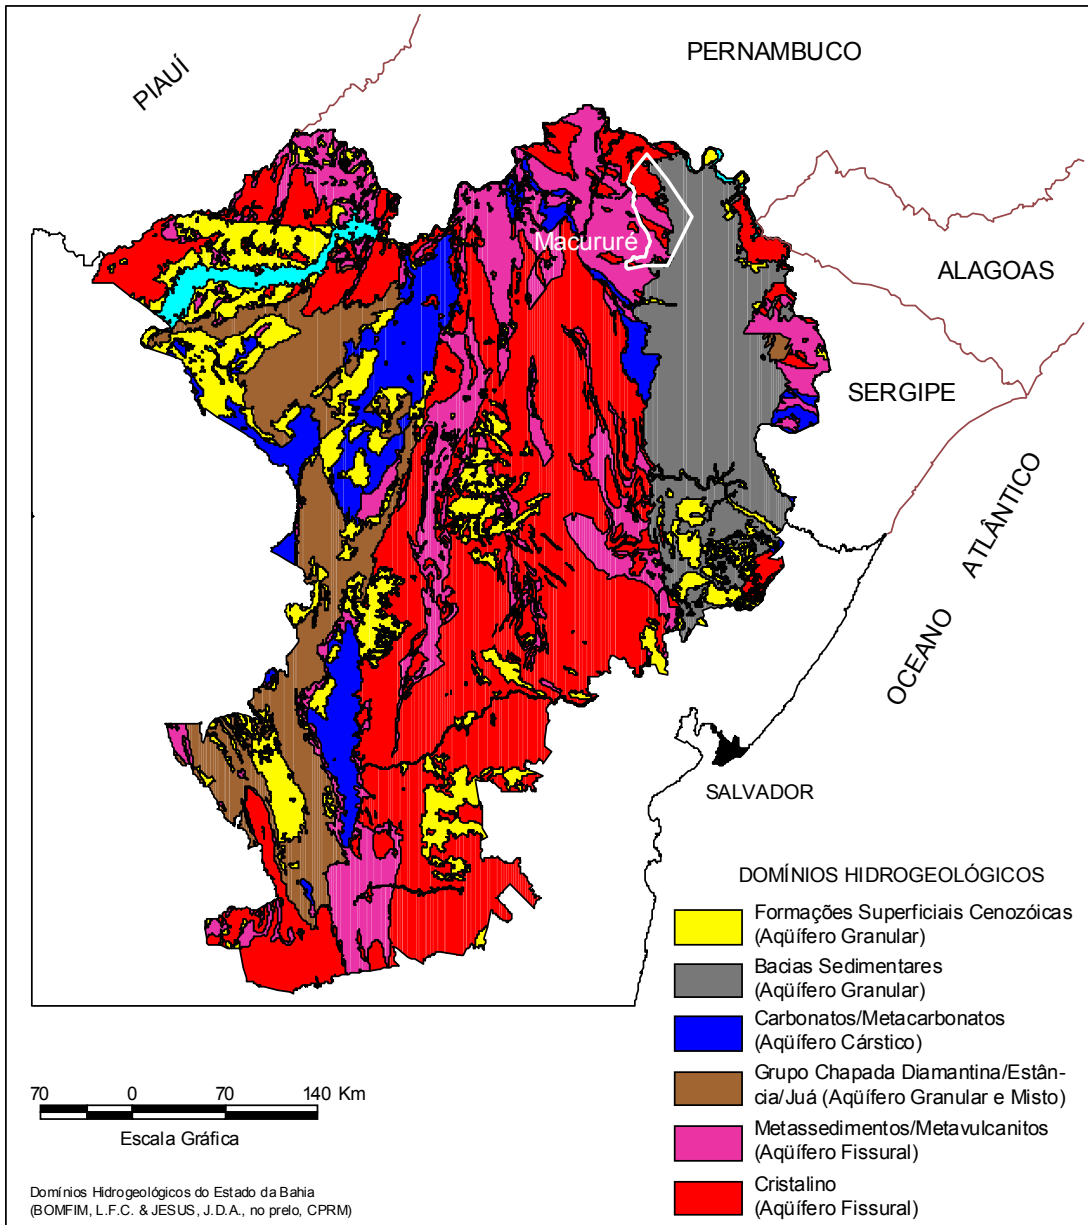 PIAUÍ
PERNAMBUCO
Macururé
ALAGOAS
SERGIPE
OCEANO ATLÂNTICO
SALVADOR
DOMÍNIOS HIDROGEOLÓGICOS
Formações Superficiais Cenozóicas
(Aqüífero Granular)
Bacias Sedimentares
(Aqüífero Granular)
Carbonatos/Metacarbonatos
(Aqüífero Cárstico)
Grupo Chapada Diamantina/Estân-
cia/Juá (Aqüífero Granular e Misto)
Metassedimentos/Metavulcanitos
(Aqüífero Fissural)
Cristalino
(Aqüífero Fissural)
70 0 70 140 Km
Escala Gráfica
Domínios Hidrogeológicos do Estado da Bahia
(BOMFIM, L.F.C. & JESUS, J.D.A., no prelo, CPRM)